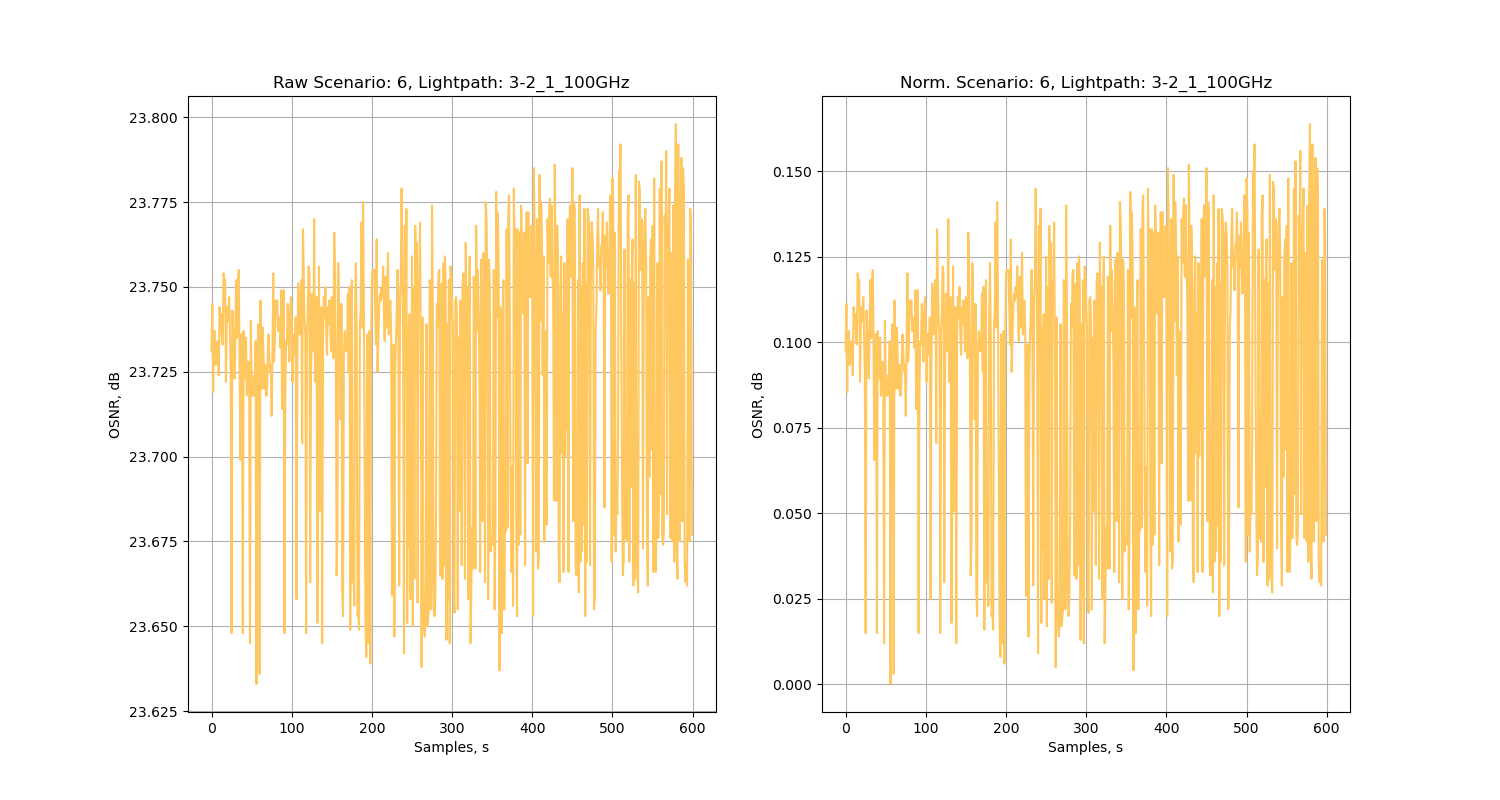 Raw Scenario: 6, Lightpath: 3-2_1_100GHz
23.800
23.775
23.750
23.725
23.700
23.675
23.650
23.625
OSNR, dB
0 100 200 300 400 500 600
Samples, s
Norm. Scenario: 6, Lightpath: 3-2_1_100GHz
0.150
0.125
0.100
0.075
0.050
0.025
0.000
OSNR, dB
0 100 200 300 400 500 600
Samples, s